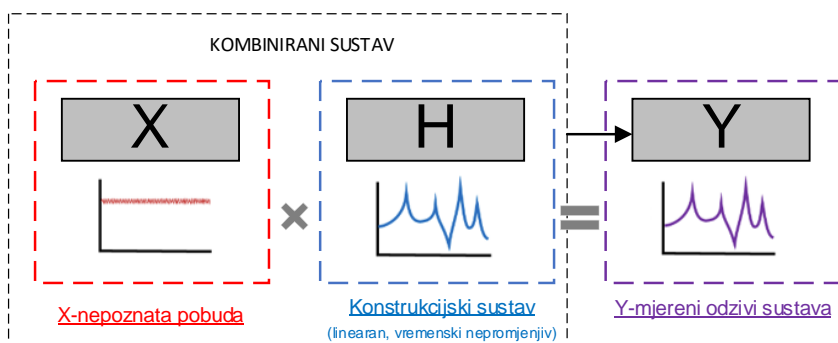 KOMBINIRANI SUSTAV
X
H
Y
X-nepoznata pobuda
Konstrukcijski sustav
(linearan, vremenski nepromjenjiv)
Y-mjereni odzivi sustava